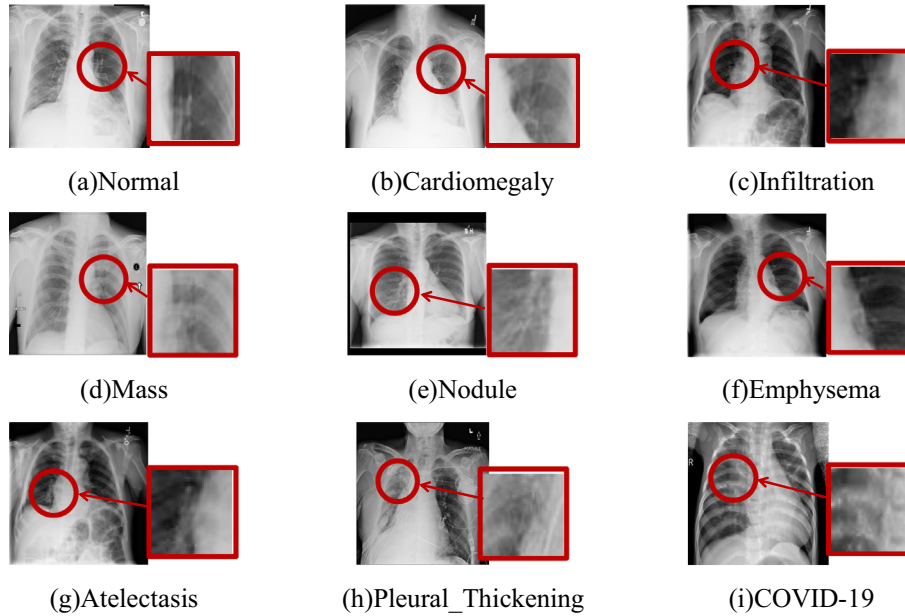 (a)Normal
(b)Cardiomegaly
(c)Infiltration
(d)Mass
(e)Nodule
(f)Emphysema
(g)Atelectasis
(h)Pleural_Thickening
R
(i)COVID-19